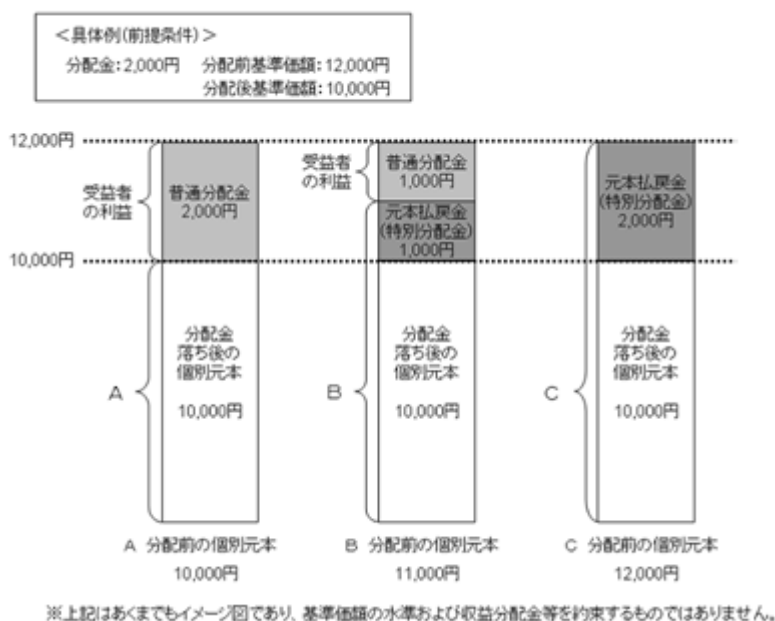 ＜具体例(前提条件)＞
分配金:2,000円　分配前基準価額:12,000円
分配後基準価額:10,000円
12,000円
受益者
の利益
普通分配金
2,000円
受益者
の利益
普通分配金
1,000円
元本払戻金
(特別分配金)
1,000円
元本払戻金
(特別分配金)
2,000円
10,000円
A
分配金
落ち後の
個別元本
10,000円
B
分配金
落ち後の
個別元本
10,000円
C
分配金
落ち後の
個別元本
10,000円
A 分配前の個別元本
10,000円
B 分配前の個別元本
11,000円
C 分配前の個別元本
12,000円
※上記はあくまでもイメージ図であり、基準価額の水準および収益分配金等を約束するものではありません。